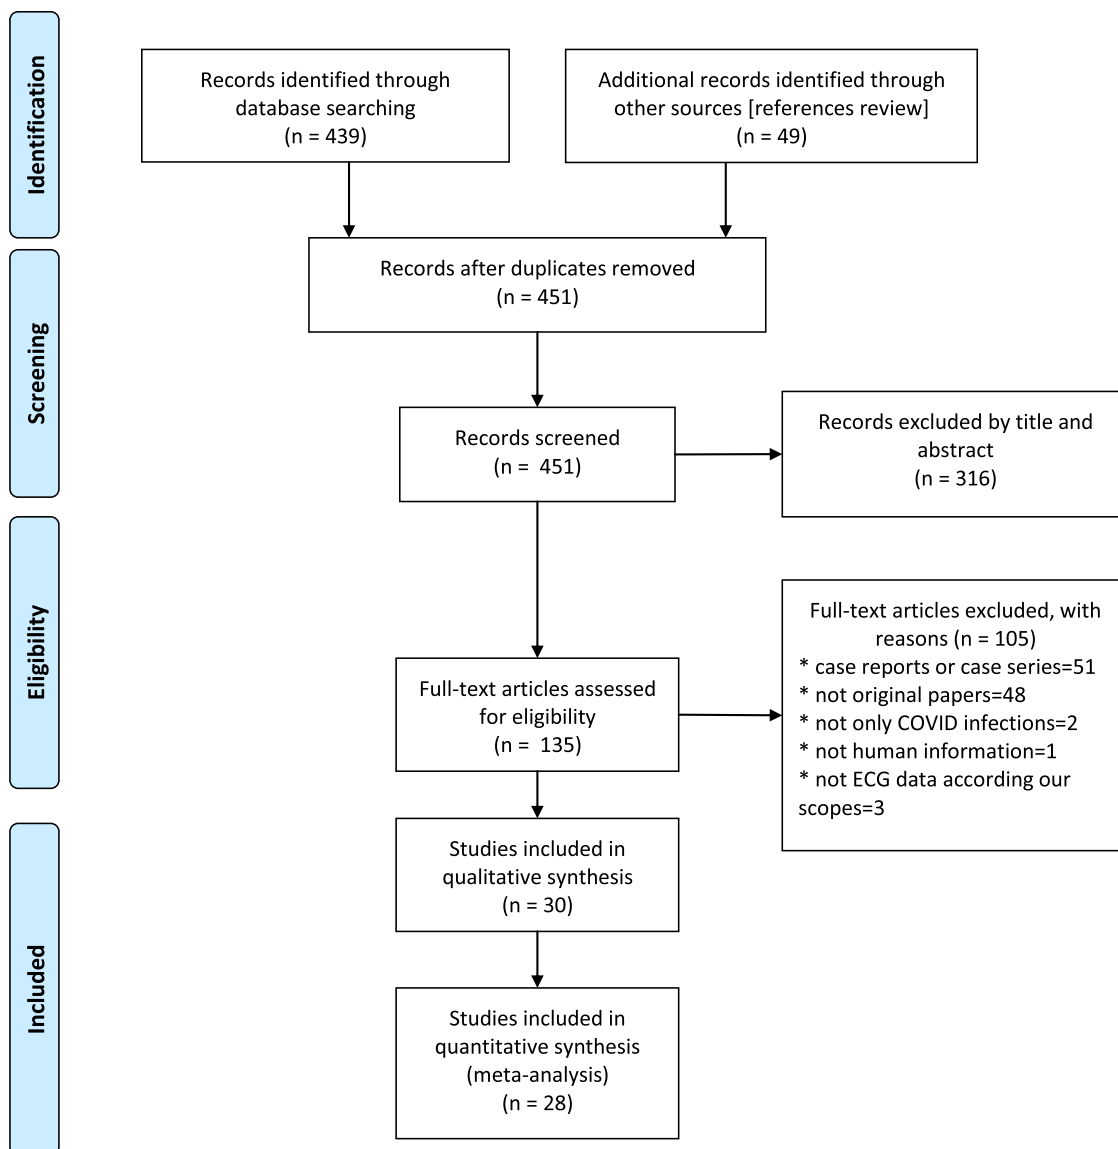 Identification
Records identified through
database searching
(n = 439)
Additional records identified through
other sources [references review]
(n = 49)
Screening
Records after duplicates removed
(n = 451)
Records screened
(n =  451)
Records excluded by title and
abstract
(n = 316)
Eligibility
Full-text articles assessed
for eligibility
(n =  135)
Full-text articles excluded, with
reasons (n = 105)
* case reports or case series=51
* not original papers=48
* not only COVID infections=2
* not human information=1
* not ECG data according our
scopes=3
Included
Studies included in
qualitative synthesis
(n = 30)
Studies included in
quantitative synthesis
(meta-analysis)
(n = 28)